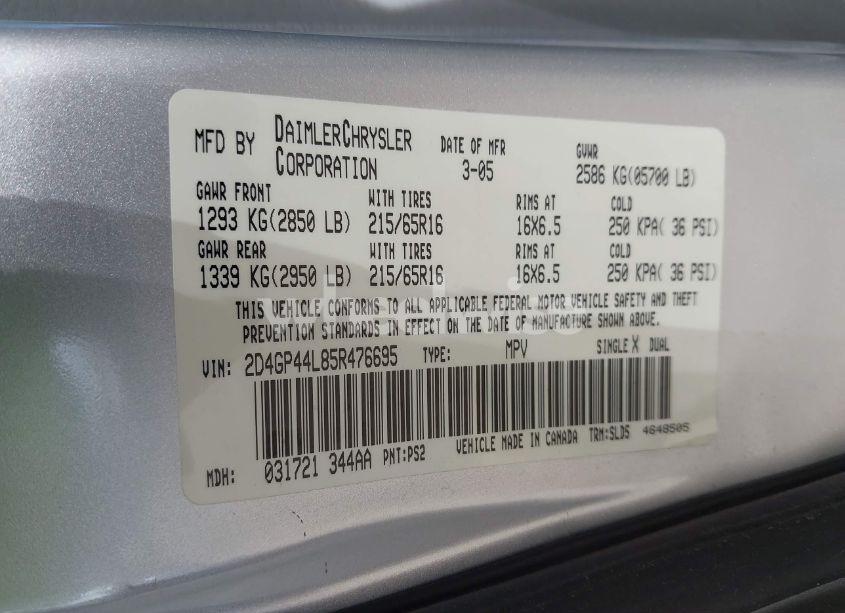 MFD BY DAIMLERCHRYSLER CORPORATION DATE OF MFR 3-05 GVWR 2586 KG(05700 LB)
GAWR FRONT WITH TIRES RIMS AT COLD
1293 KG(2850 LB) 215/65R16 16X6.5 250 KPA( 36 PSI)
GAWR REAR WITH TIRES RIMS AT COLD
1339 KG(2950 LB) 215/65R16 16X6.5 250 KPA( 36 PSI)
THIS VEHICLE CONFORMS TO ALL APPLICABLE FEDERAL MOTOR VEHICLE SAFETY AND THEFT
PREVENTION STANDARDS IN EFFECT ON THE DATE OF MANUFACTURE SHOWN ABOVE.
VIN: 2D4GP44L85R476695 TYPE: MPV SINGLE X DUAL
MDH: 031721 344AA PNT:PS2 VEHICLE MADE IN CANADA TRM:SLD5 4648505